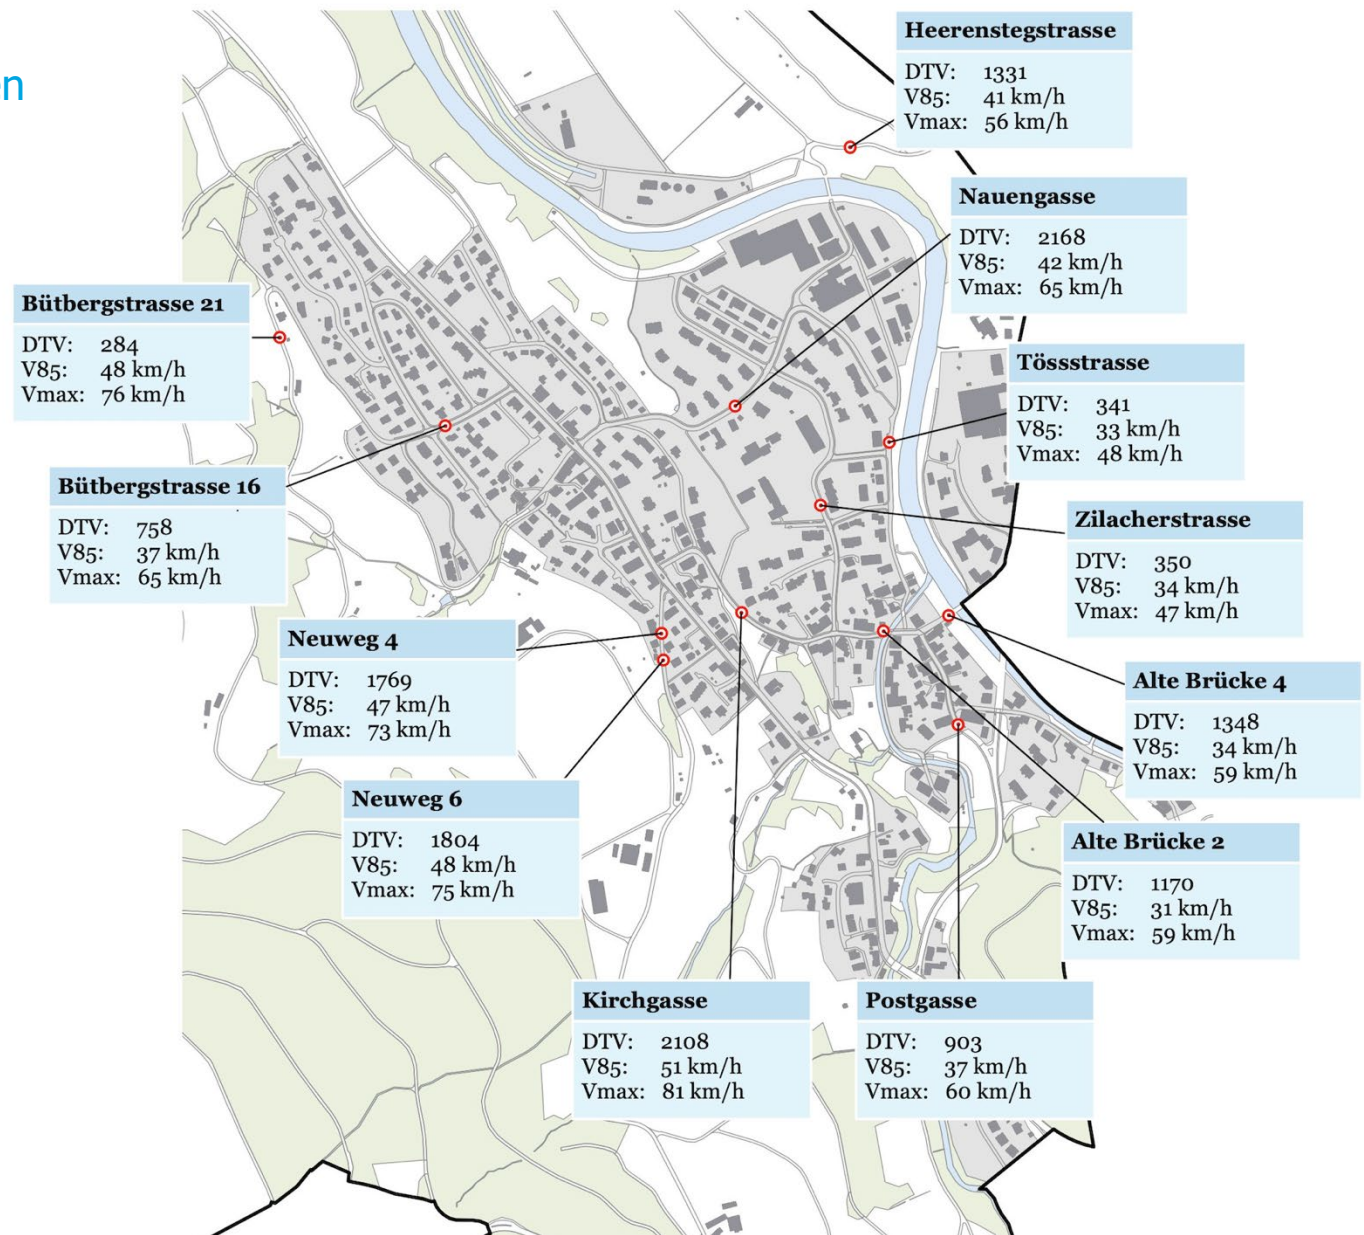 en
Heerenstegstrasse
DTV: 1331
V85: 41 km/h
Vmax: 56 km/h
Nauengasse
DTV: 2168
V85: 42 km/h
Vmax: 65 km/h
Bütbergstrasse 21
DTV: 284
V85: 48 km/h
Vmax: 76 km/h
Tössstrasse
DTV: 341
V85: 33 km/h
Vmax: 48 km/h
Bütbergstrasse 16
DTV: 758
V85: 37 km/h
Vmax: 65 km/h
Zilacherstrasse
DTV: 350
V85: 34 km/h
Vmax: 47 km/h
Neuweg 4
DTV: 1769
V85: 47 km/h
Vmax: 73 km/h
Alte Brücke 4
DTV: 1348
V85: 34 km/h
Vmax: 59 km/h
Neuweg 6
DTV: 1804
V85: 48 km/h
Vmax: 75 km/h
Alte Brücke 2
DTV: 1170
V85: 31 km/h
Vmax: 59 km/h
Kirchgasse
DTV: 2108
V85: 51 km/h
Vmax: 81 km/h
Postgasse
DTV: 903
V85: 37 km/h
Vmax: 60 km/h